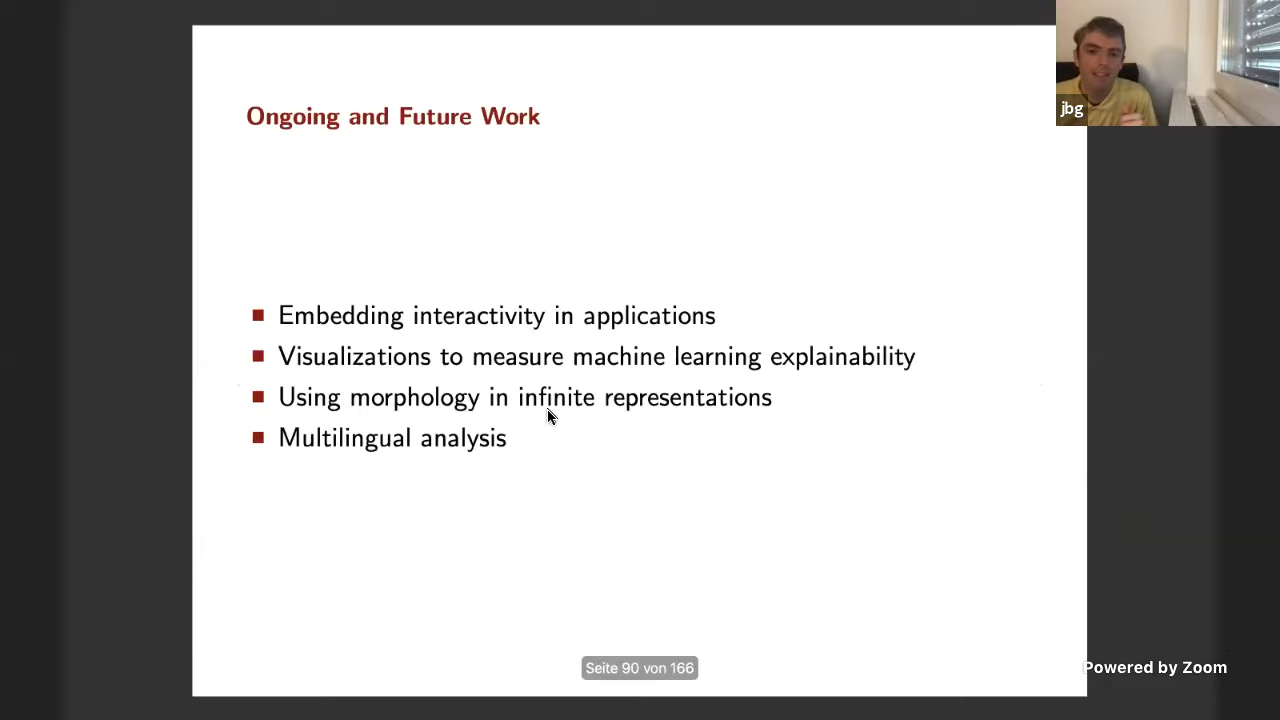 Ongoing and Future Work
jbg
Embedding interactivity in applications
Visualizations to measure machine learning explainability
Using morphology in infinite representations
Multilingual analysis
Seite 90 von 166
Powered by Zoom